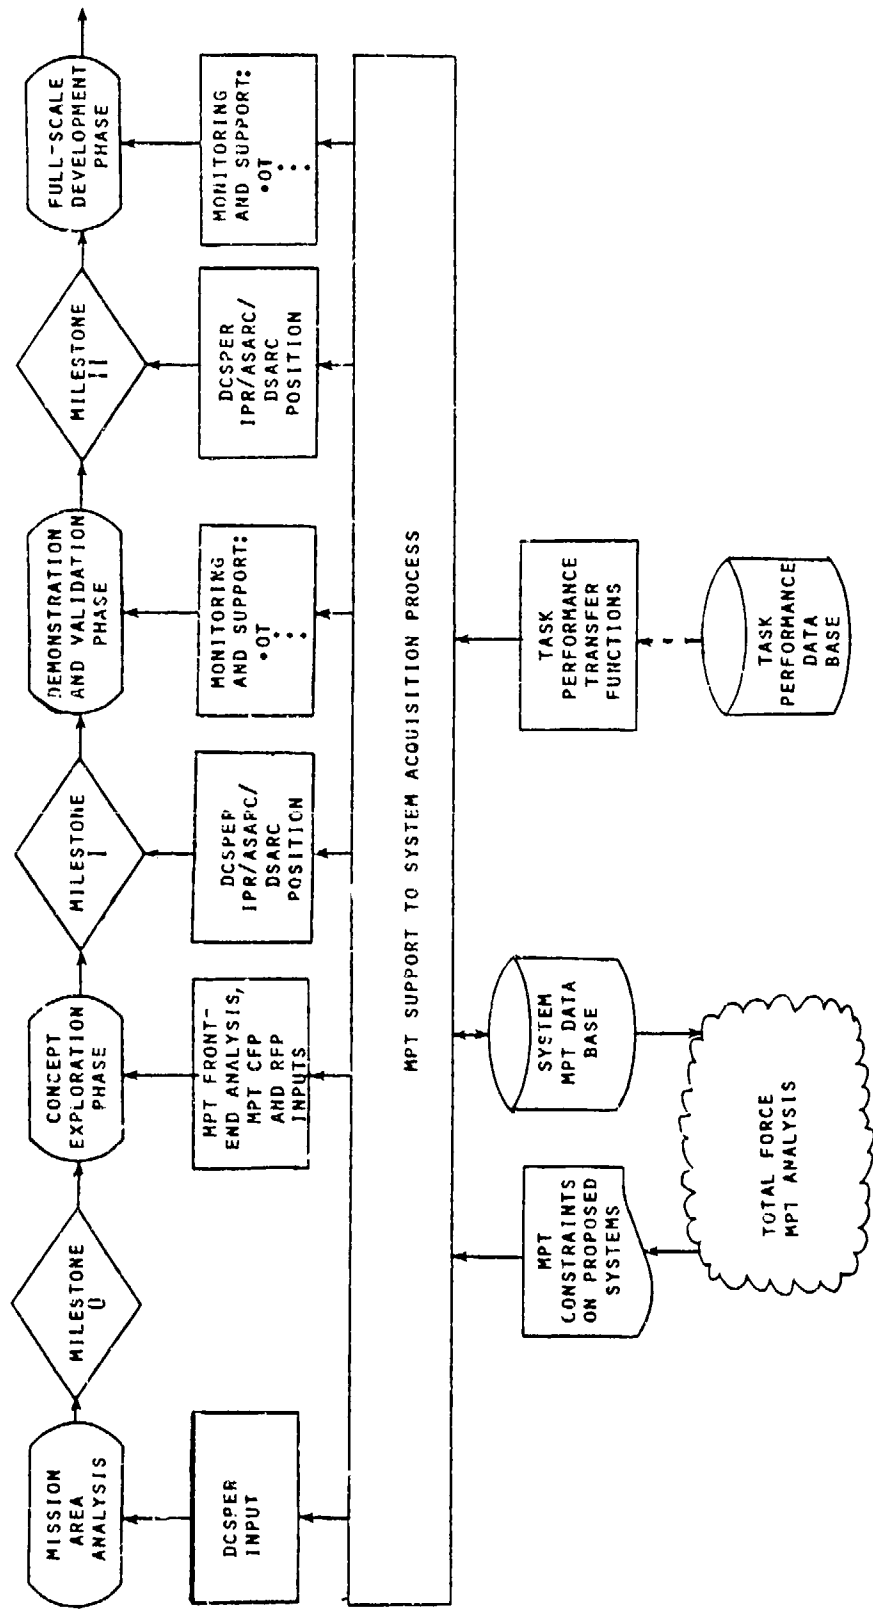 MISSION
AREA
ANALYSIS
MILESTONE
0
CONCEPT
EXPLORATION
PHASE
MILESTONE
I
DEMONSTRATION
AND VALIDATION
PHASE
MILESTONE
II
FULL-SCALE
DEVELOPMENT
PHASE
DCSPER
INPUT
MPT FRONT-
END ANALYSIS,
MPT CFP
AND RFP
INPUTS
DCSPER
IPR/ASARC/
DSARC
POSITION
MONITORING
AND SUPPORT:
•OT
•
•
DCSPER
IPR/ASARC/
DSARC
POSITION
MONITORING
AND SUPPORT:
•OT
•
•
MPT SUPPORT TO SYSTEM ACQUISITION PROCESS
MPT
CONSTRAINTS
ON PROPOSED
SYSTEMS
SYSTEM
MPT DATA
BASE
TASK
PERFORMANCE
TRANSFER
FUNCTIONS
TOTAL FORCE
MPT ANALYSIS
TASK
PERFORMANCE
DATA
BASE